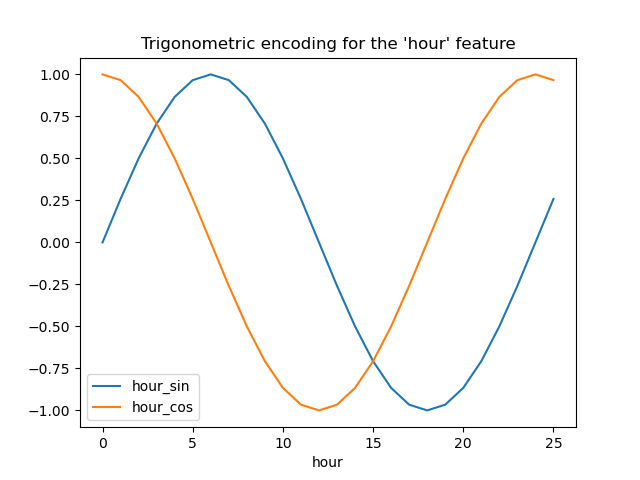 Trigonometric encoding for the 'hour' feature
1.00
0.75
0.50
0.25
0.00
−0.25
−0.50
−0.75
−1.00
hour_sin
hour_cos
0 5 10 15 20 25
hour